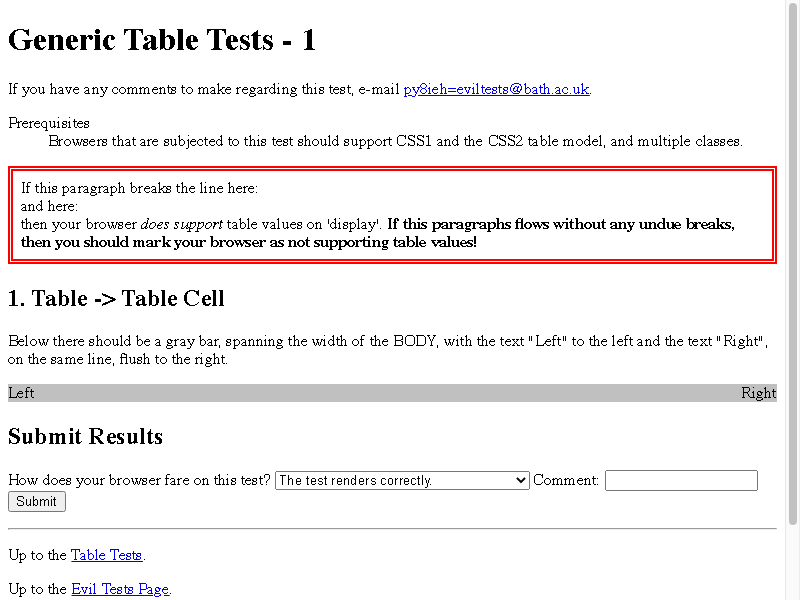 Generic Table Tests - 1
If you have any comments to make regarding this test, e-mail py8ieh=eviltests@bath.ac.uk.
Prerequisites
Browsers that are subjected to this test should support CSS1 and the CSS2 table model, and multiple classes.
If this paragraph breaks the line here:
and here:
then your browser does support table values on 'display'. If this paragraphs flows without any undue breaks,
then you should mark your browser as not supporting table values!
1. Table -> Table Cell
Below there should be a gray bar, spanning the width of the BODY, with the text "Left" to the left and the text "Right",
on the same line, flush to the right.
Left Right
Submit Results
How does your browser fare on this test? The test renders correctly. Comment:
Submit
Up to the Table Tests.
Up to the Evil Tests Page.